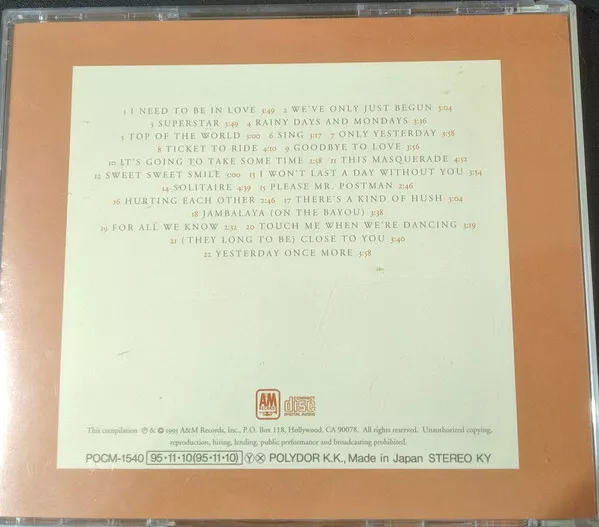 1 I NEED TO BE IN LOVE 3:49 2 WE'VE ONLY JUST BEGUN 3:04
3 SUPERSTAR 3:49 4 RAINY DAYS AND MONDAYS 3:36
5 TOP OF THE WORLD 3:00 6 SING 3:17 7 ONLY YESTERDAY 3:58
8 TICKET TO RIDE 4:10 9 GOODBYE TO LOVE 3:56
10 IT'S GOING TO TAKE SOME TIME 2:58 11 THIS MASQUERADE 4:52
12 SWEET SWEET SMILE 3:00 13 I WON'T LAST A DAY WITHOUT YOU 3:54
14 SOLITAIRE 4:39 15 PLEASE MR. POSTMAN 2:46
16 HURTING EACH OTHER 2:46 17 THERE'S A KIND OF HUSH 3:04
18 JAMBALAYA (ON THE BAYOU) 3:38
19 FOR ALL WE KNOW 2:32 20 TOUCH ME WHEN WE'RE DANCING 3:19
21 (THEY LONG TO BE) CLOSE TO YOU 3:40
22 YESTERDAY ONCE MORE 3:58
A&M RECORDS COMPACT disc DIGITAL AUDIO
This compilation ℗ & © 1995 A&M Records, Inc., P.O. Box 118, Hollywood, CA 90078. All rights reserved. Unauthorized copying,
reproduction, hiring, lending, public performance and broadcasting prohibited.
POCM-1540 95·11·10(95·11·10) Ⓨ Ⓧ POLYDOR K.K., Made in Japan STEREO KY